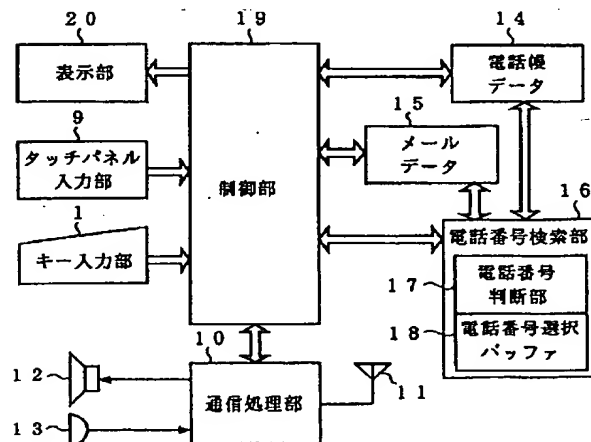 20
19
14
表示部
電話帳
データ
15
9
メール
データ
タッチパネル
入力部
制御部
16
1
キー入力部
電話番号検索部
17
電話番号
判断部
18
電話番号選択
バッファ
10
12
通信処理部
11
13